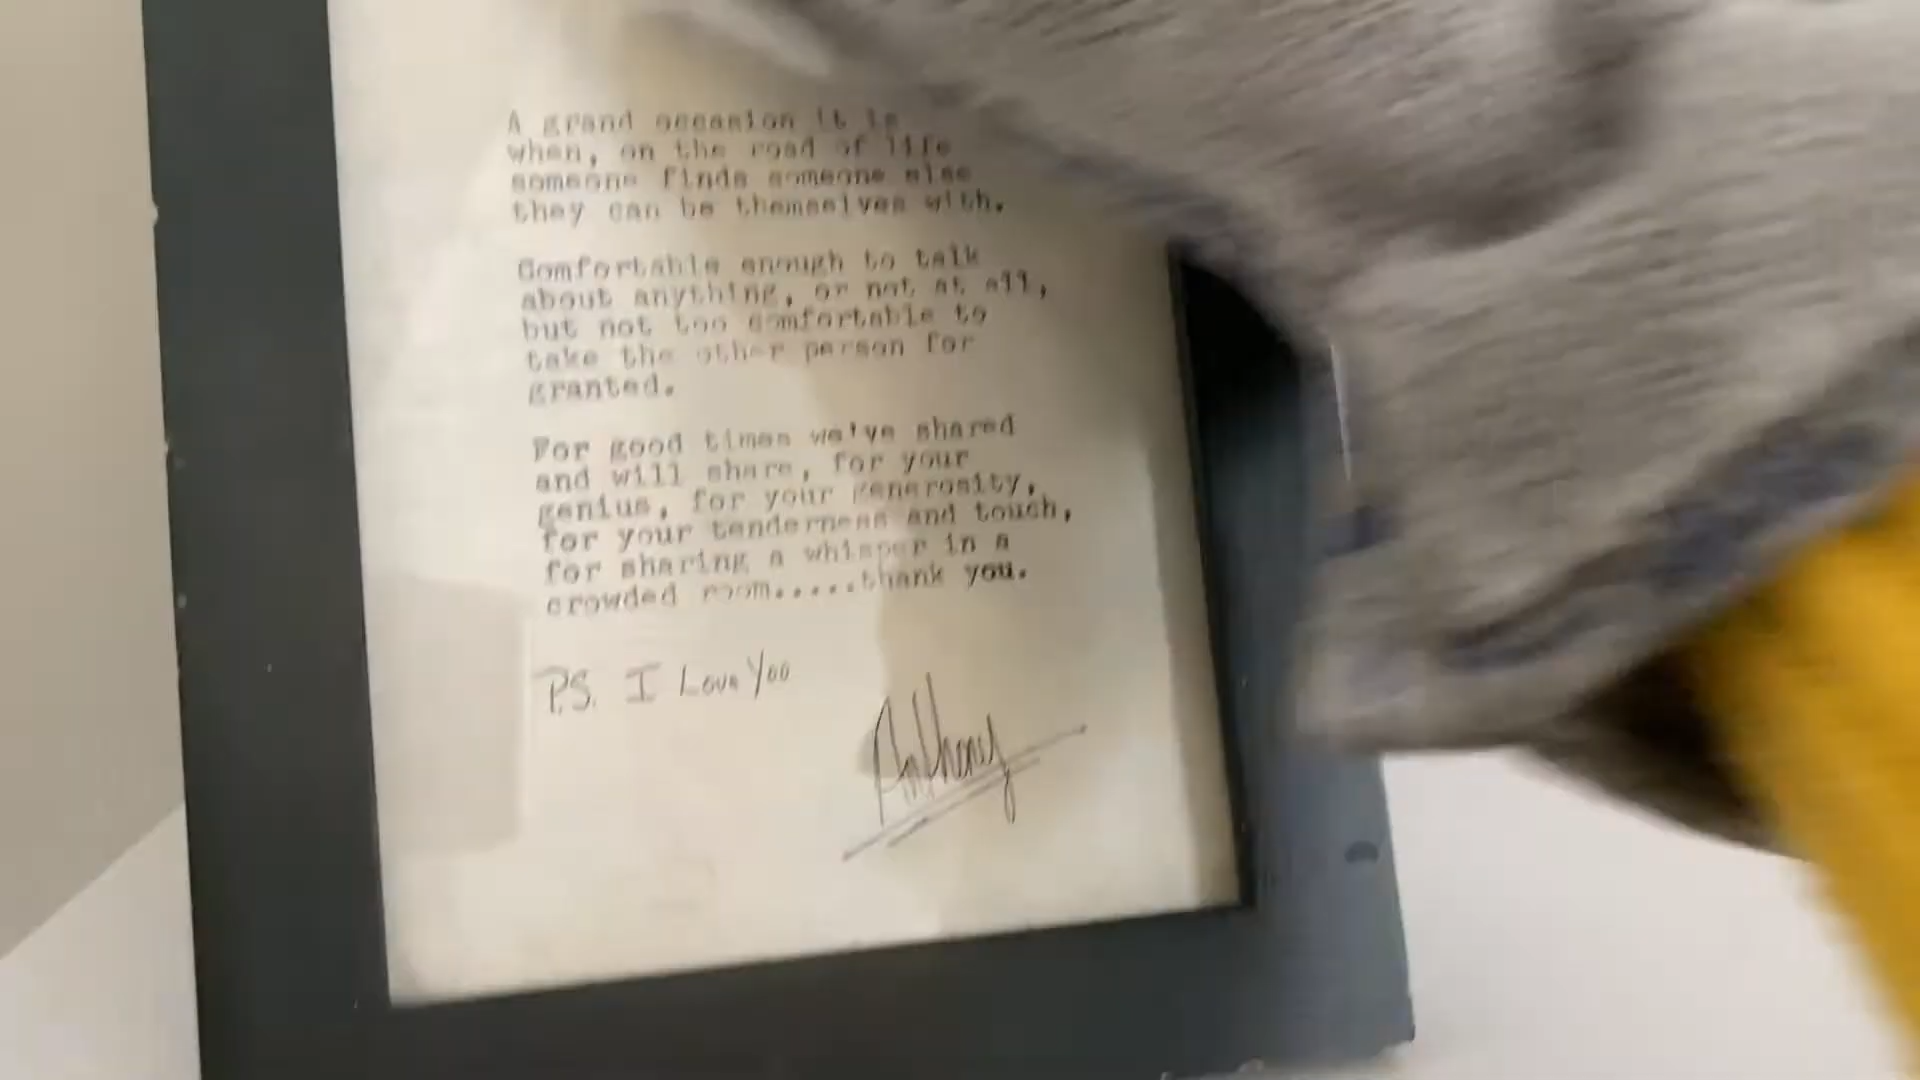 A grand occasion it is
when, on the road of life
someone finds someone else
they can be themselves with.
Comfortable enough to talk
about anything, or not at all,
but not too comfortable to
take the other person for
granted.
For good times we've shared
and will share, for your
genius, for your generosity,
for your tenderness and touch,
for sharing a whisper in a
crowded room.....thank you.
P.S. I Love You
Anthony